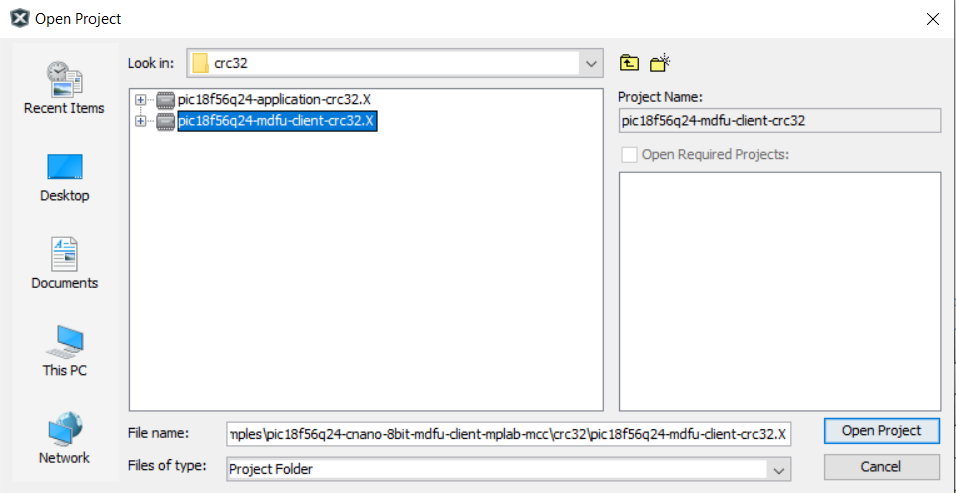 Open Project
Look in:
crc32
Recent Items
Desktop
Documents
This PC
Network
pic18f56q24-application-crc32.X
pic18f56q24-mdfu-client-crc32.X
Project Name:
pic18f56q24-mdfu-client-crc32
Open Required Projects:
File name:
mples\pic18f56q24-cnano-8bit-mdfu-client-mplab-mcc\crc32\pic18f56q24-mdfu-client-crc32.X
Open Project
Files of type:
Project Folder
Cancel